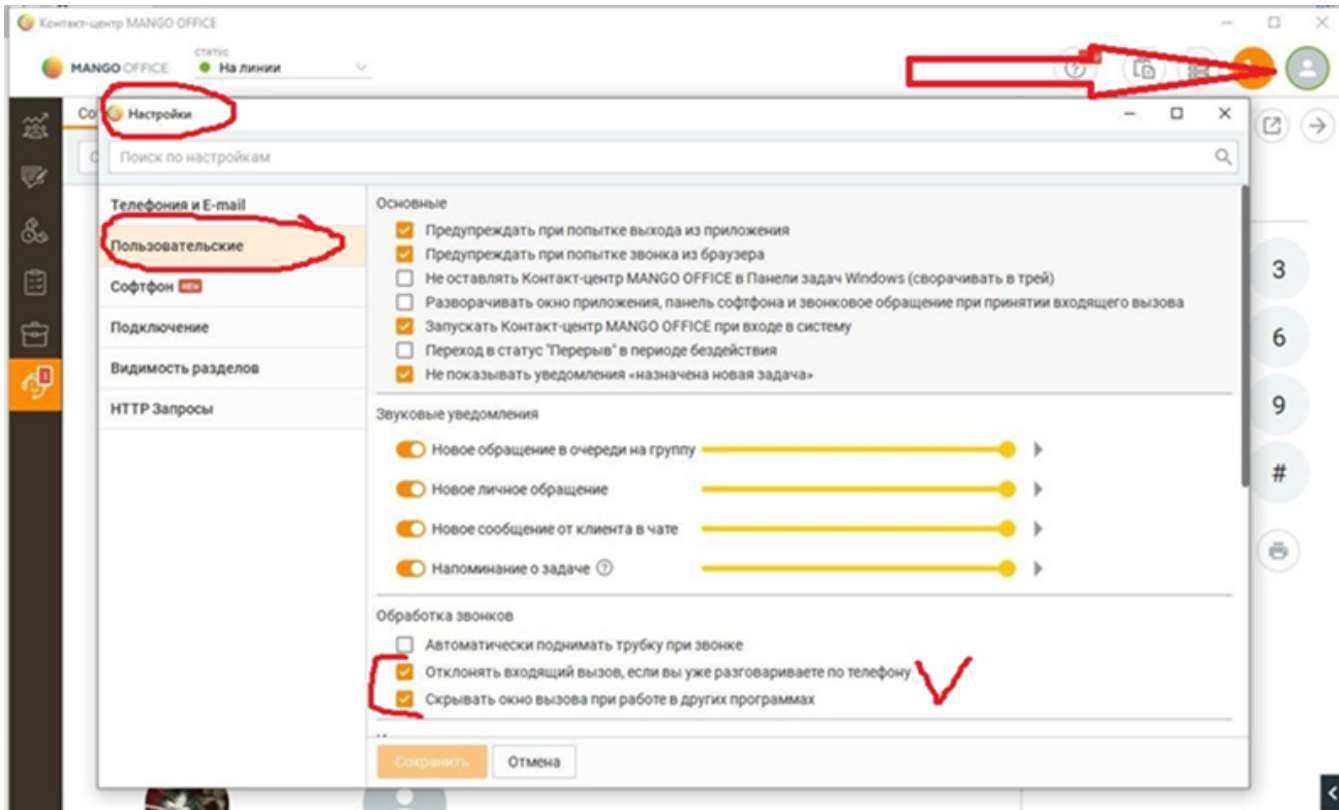 Контакт-центр MANGO OFFICE
статус
MANGO OFFICE На линии
Со
Настройки
Поиск по настройкам
Телефония и E-mail
Пользовательские
Софтфон NEW
Подключение
Видимость разделов
HTTP Запросы
Основные
Предупреждать при попытке выхода из приложения
Предупреждать при попытке звонка из браузера
Не оставлять Контакт-центр MANGO OFFICE в Панели задач Windows (сворачивать в трей)
Разворачивать окно приложения, панель софтфона и звонковое обращение при принятии входящего вызова
Запускать Контакт-центр MANGO OFFICE при входе в систему
Переход в статус "Перерыв" в периоде бездействия
Не показывать уведомления «назначена новая задача»
Звуковые уведомления
Новое обращение в очереди на группу
Новое личное обращение
Новое сообщение от клиента в чате
Напоминание о задаче ?
Обработка звонков
Автоматически поднимать трубку при звонке
Отклонять входящий вызов, если вы уже разговариваете по телефону
Скрывать окно вызова при работе в других программах
Сохранить Отмена
3
6
9
#
1